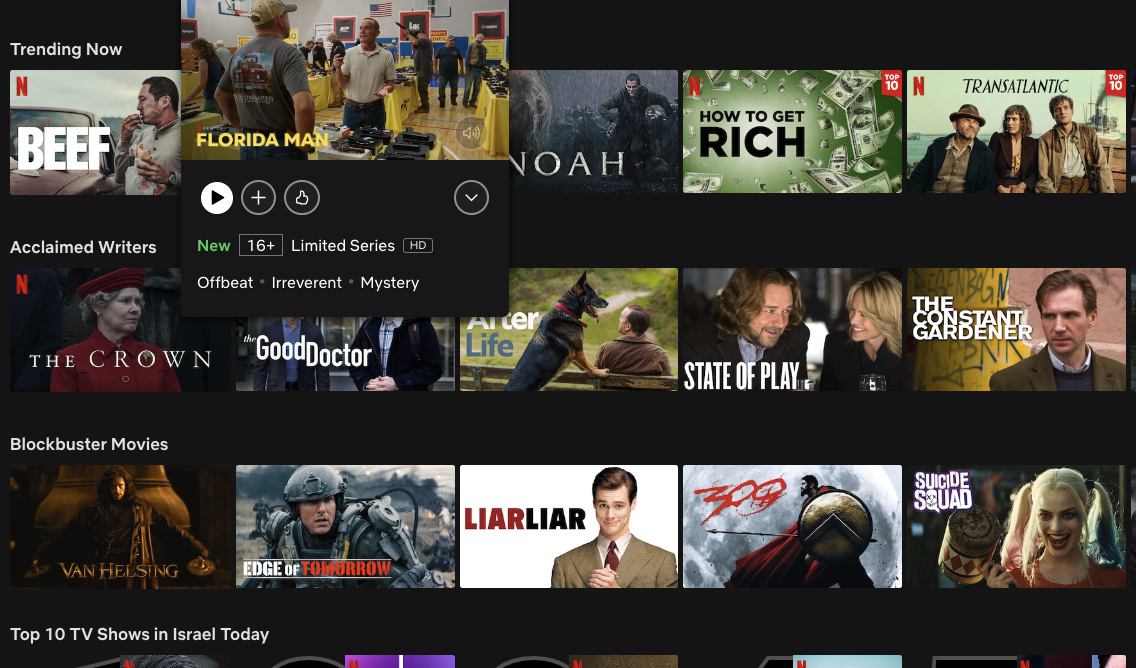 Trending Now
N
BEEF
FLORIDA MAN
New 16+ Limited Series HD
Offbeat • Irreverent • Mystery
NOAH
N
TOP
10
HOW TO GET
RICH
N
TOP
10
TRANSATLANTIC
Acclaimed Writers
N
THE CROWN
the Good Doctor
After
Life
STATE OF PLAY
THE
CONSTANT
GARDENER
Blockbuster Movies
VAN HELSING
EDGE OF TOMORROW
LIAR LIAR
300
SUICIDE
SQUAD
Top 10 TV Shows in Israel Today
N
N
N
N
N